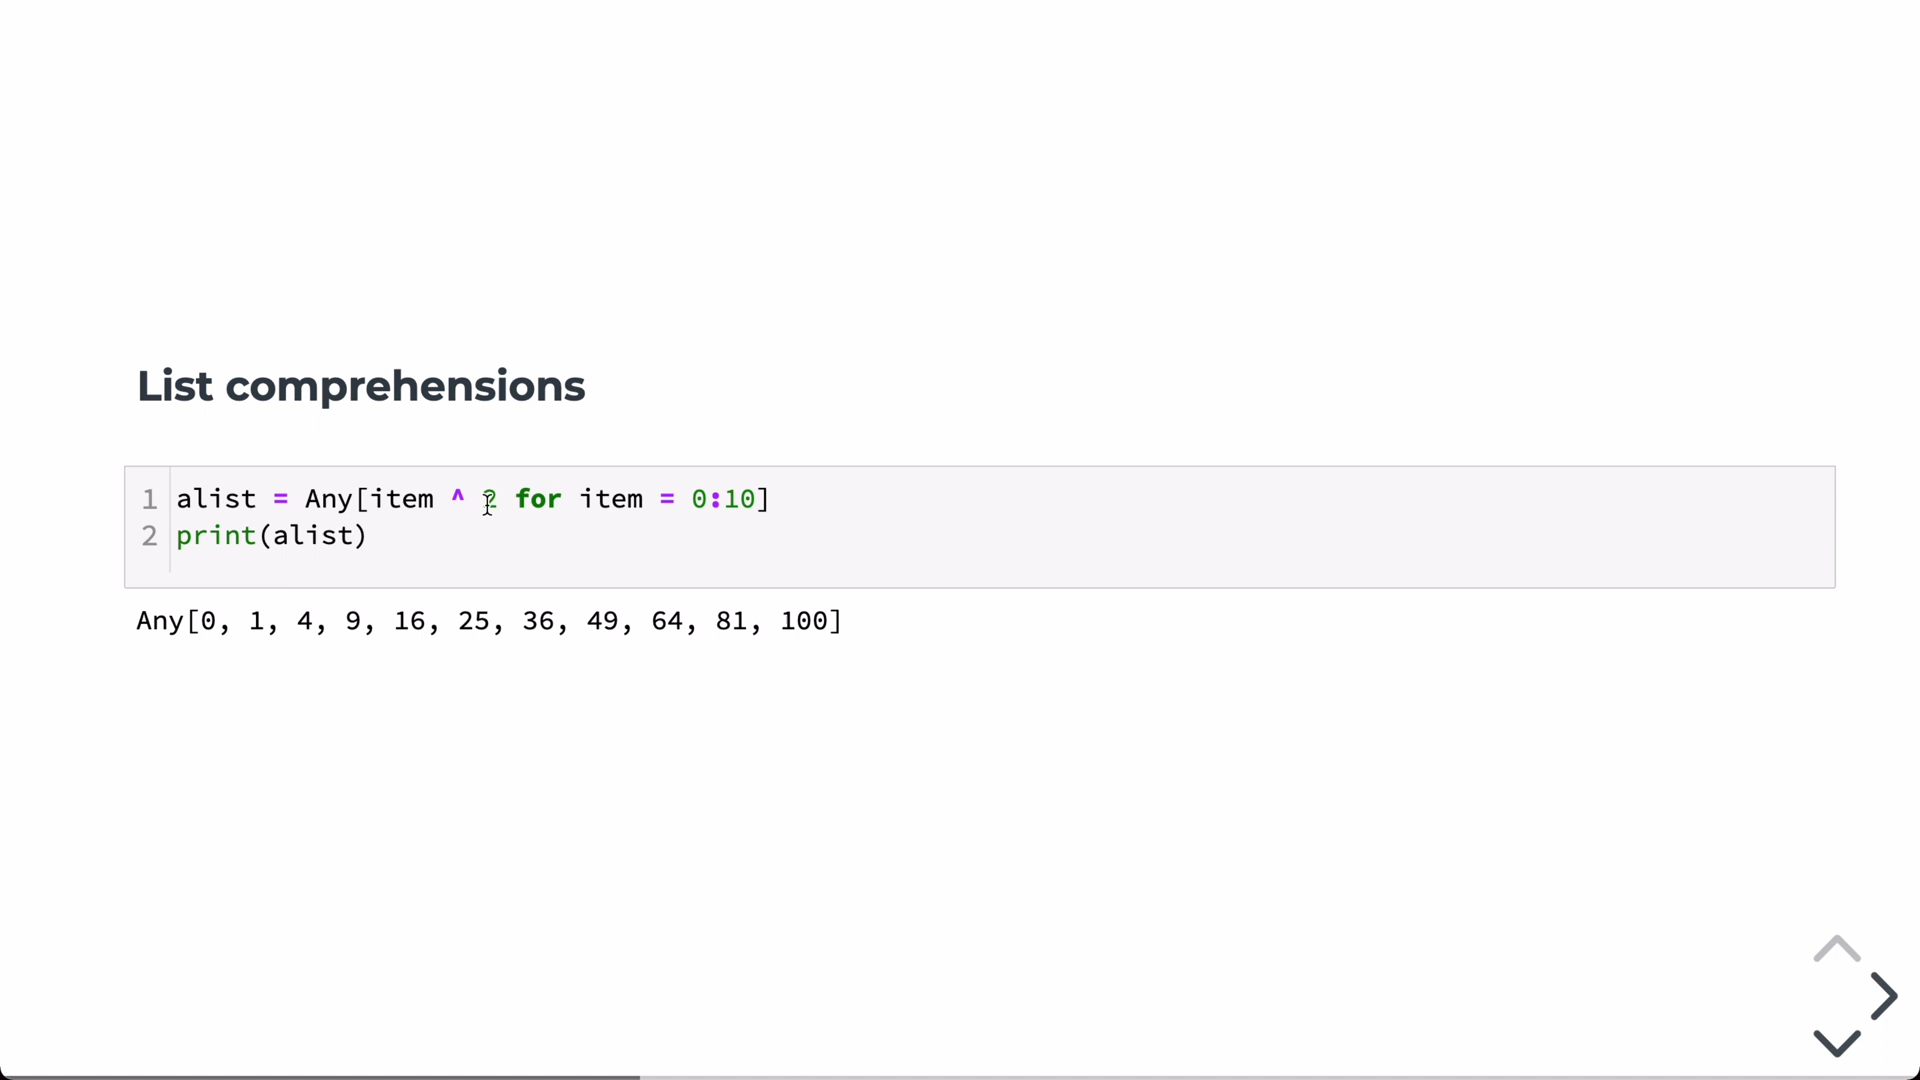 List comprehensions
1 alist = Any[item ^ 2 for item = 0:10]
2 print(alist)
Any[0, 1, 4, 9, 16, 25, 36, 49, 64, 81, 100]